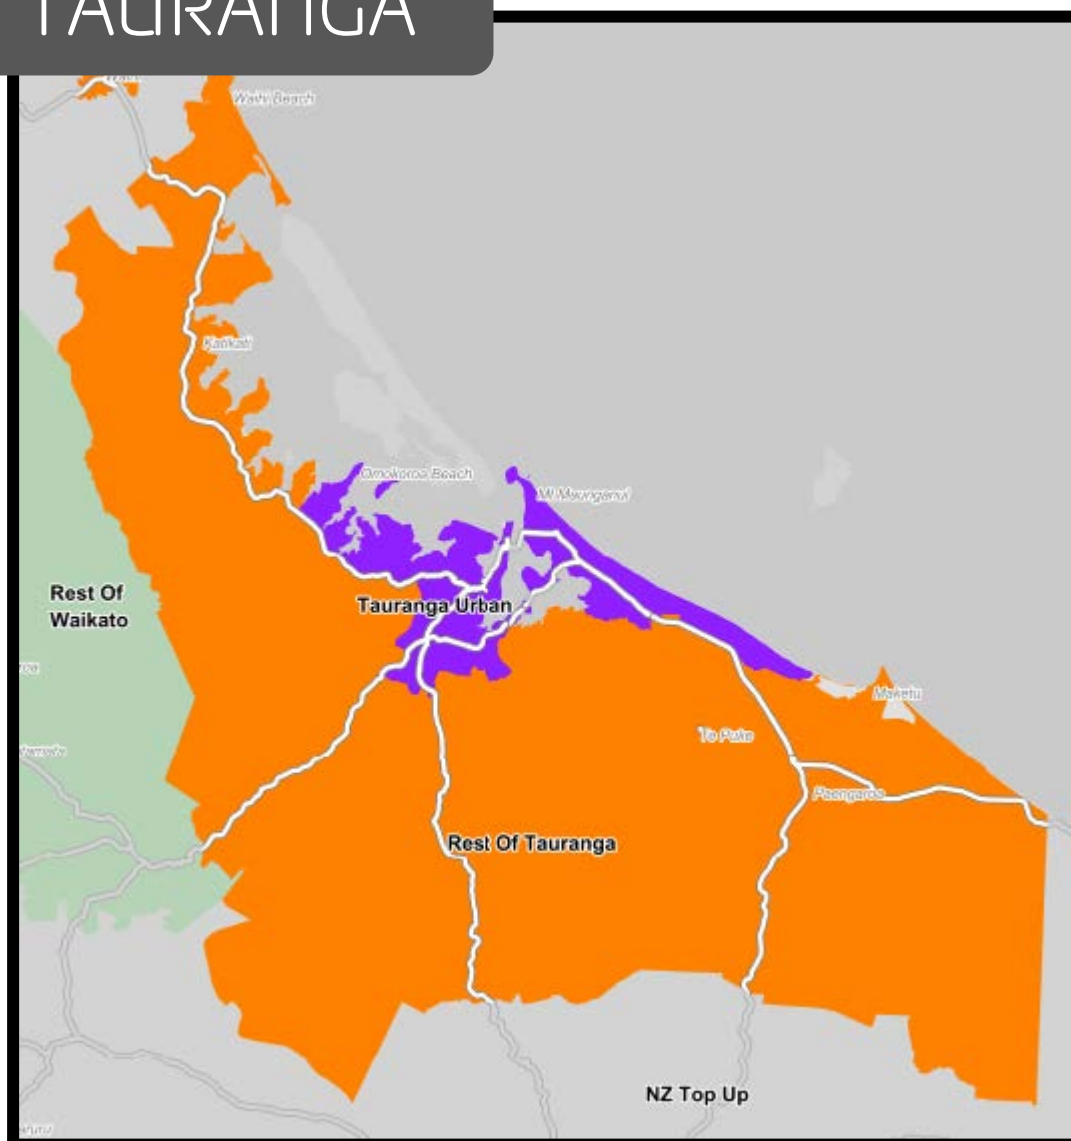 TAURANGA
Waihi Beach
Katikati
Omokoroa Beach
Mt Maunganui
Rest Of
Waikato
Tauranga Urban
Maketu
Te Puke
Paengaroa
Rest Of Tauranga
NZ Top Up